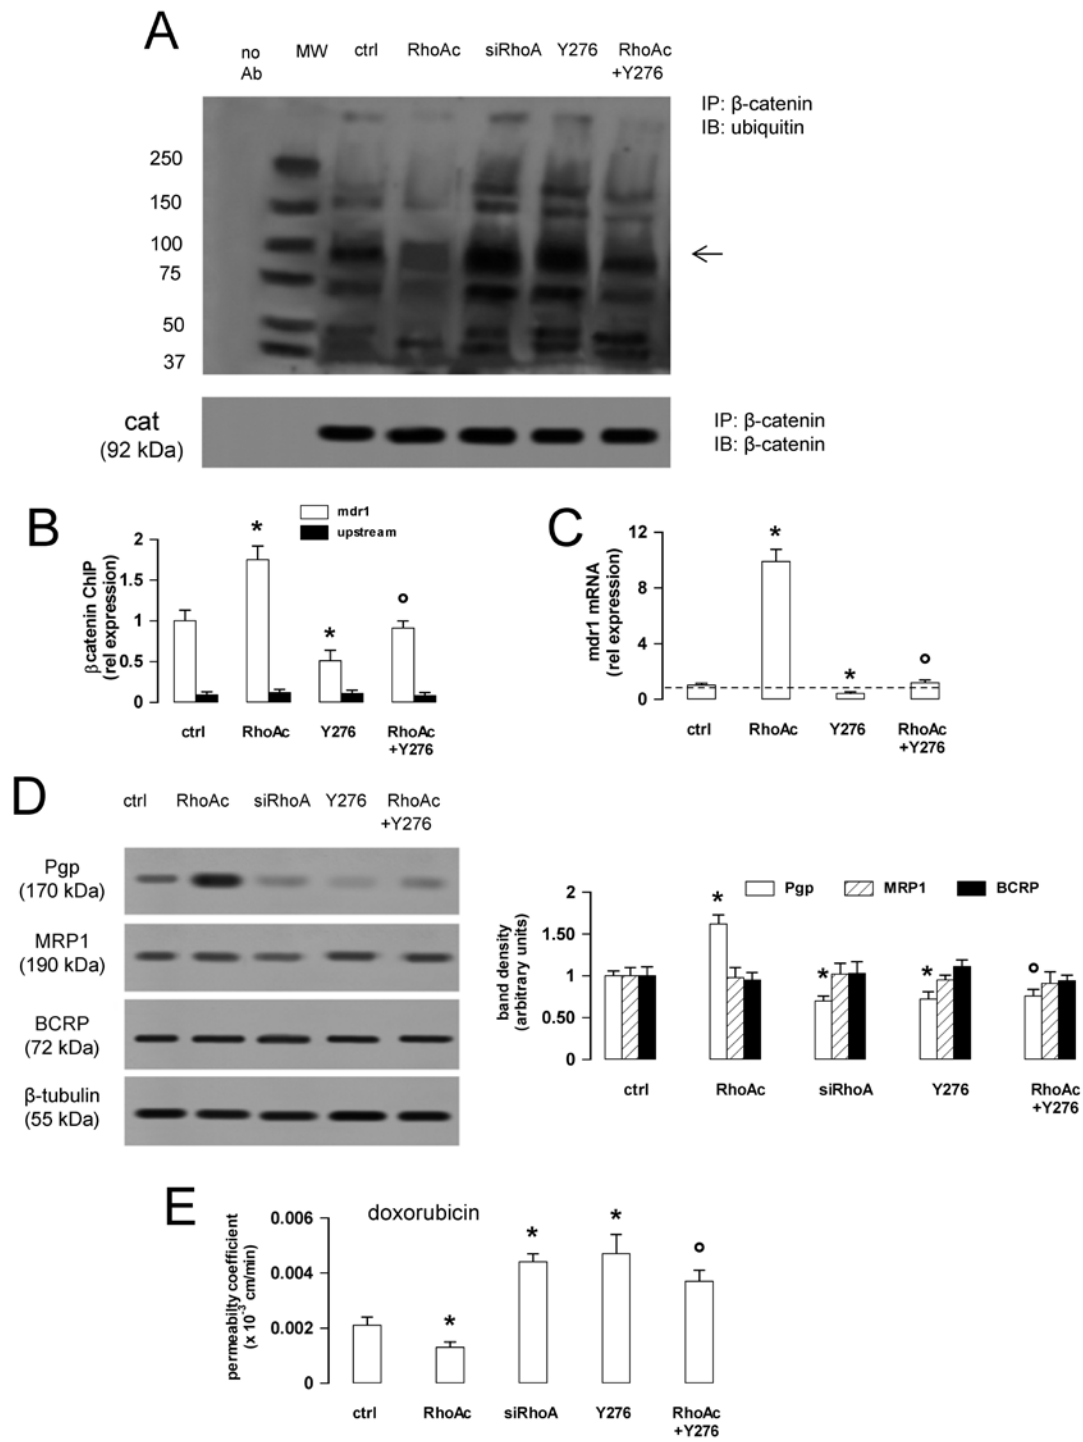 A
no
Ab
MW
ctrl
RhoAc
siRhoA
Y276
RhoAc
+Y276
IP: β-catenin
IB: ubiquitin
250
150
100
75
50
37
cat
(92 kDa)
IP: β-catenin
IB: β-catenin
B
mdr1
upstream
βcatenin ChIP
(rel expression)
2
1.5
1
0.5
0
*
*
ctrl
RhoAc
Y276
RhoAc
+Y276
C
mdr1 mRNA
(rel expression)
12
8
4
0
*
*
ctrl
RhoAc
Y276
RhoAc
+Y276
D
ctrl
RhoAc
siRhoA
Y276
RhoAc
+Y276
Pgp
(170 kDa)
MRP1
(190 kDa)
BCRP
(72 kDa)
β-tubulin
(55 kDa)
Pgp
MRP1
BCRP
band density
(arbitrary units)
2
1.50
1
0.50
0
*
*
*
ctrl
RhoAc
siRhoA
Y276
RhoAc
+Y276
E
doxorubicin
permeabilty coefficient
(x 10⁻³ cm/min)
0.006
0.004
0.002
0
*
*
*
ctrl
RhoAc
siRhoA
Y276
RhoAc
+Y276